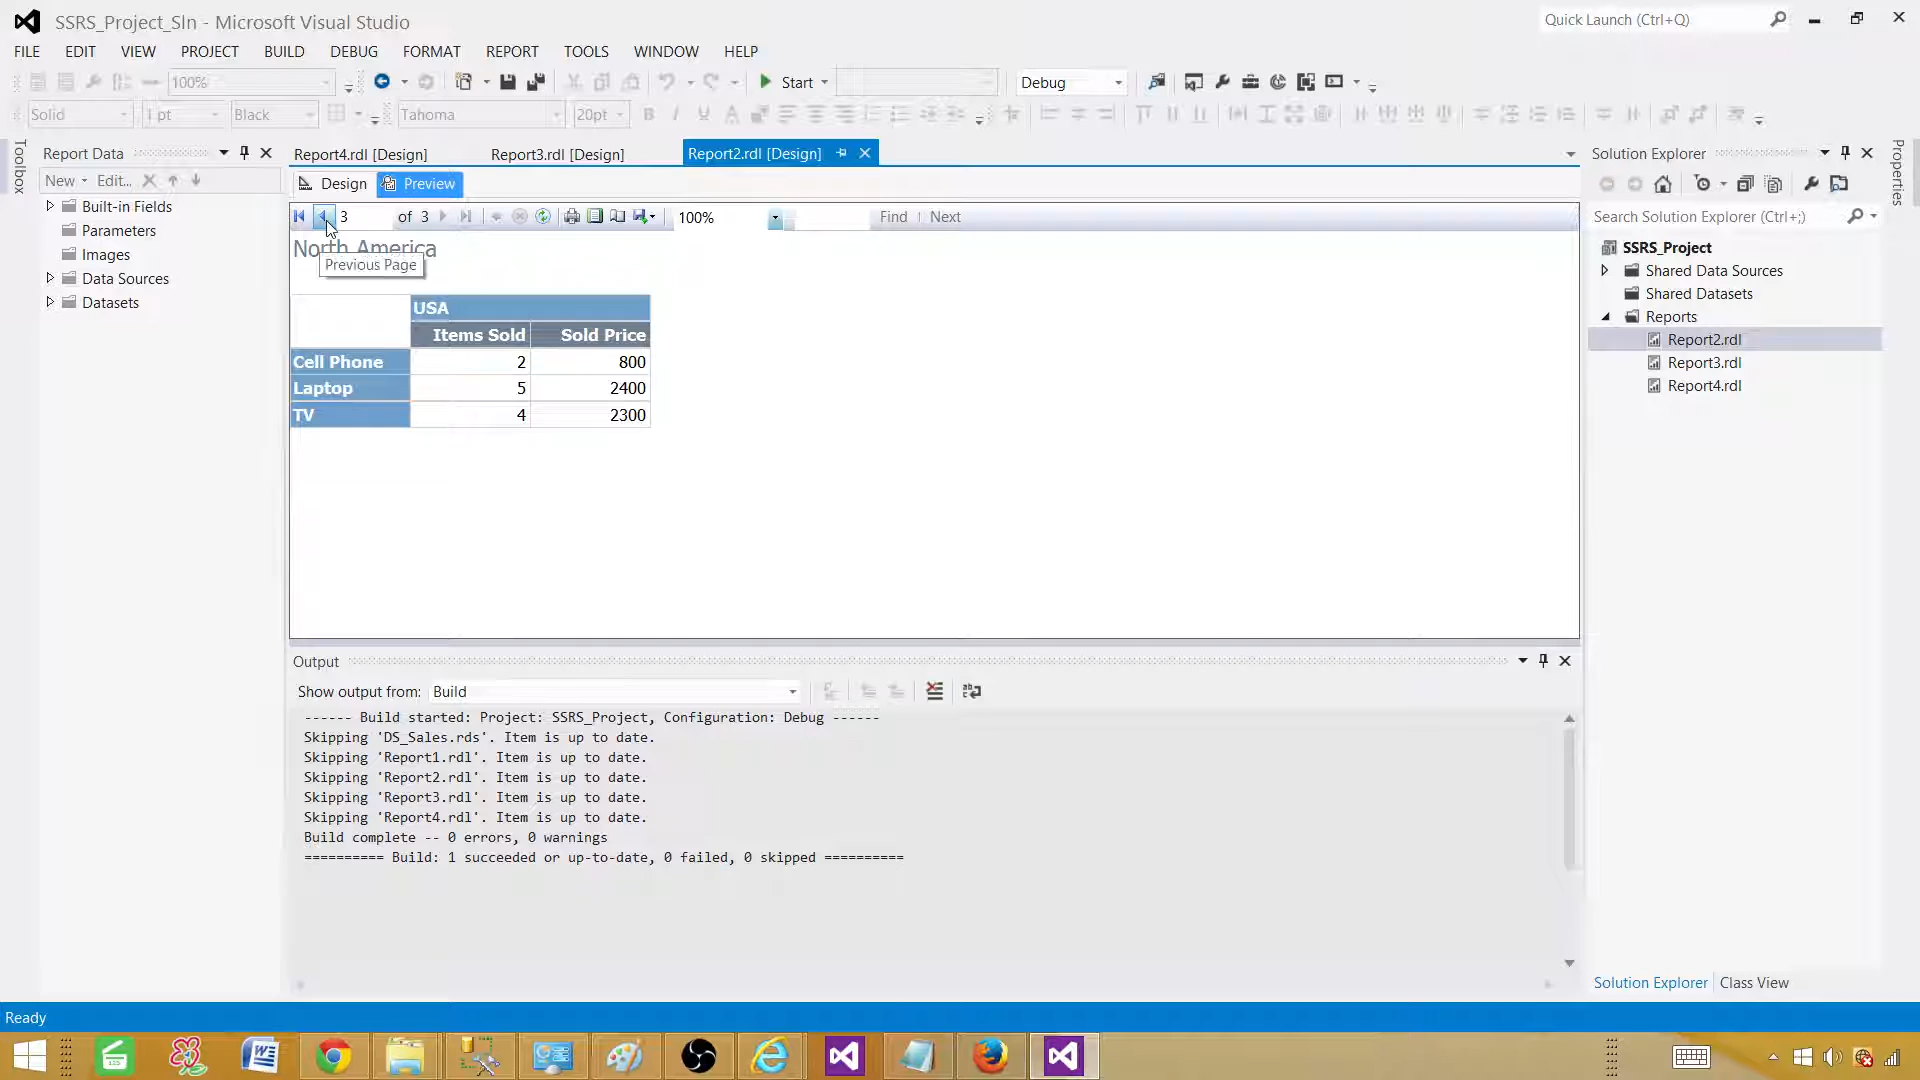 SSRS_Project_Sln - Microsoft Visual Studio
Quick Launch (Ctrl+Q)
FILE EDIT VIEW PROJECT BUILD DEBUG FORMAT REPORT TOOLS WINDOW HELP
100% Start Debug
Solid 1 pt Black Tahoma 20pt B I U A
Toolbox
Report Data
New Edit...
Built-in Fields
Parameters
Images
Data Sources
Datasets
Report4.rdl [Design] Report3.rdl [Design] Report2.rdl [Design]
Design Preview
3 of 3 100% Find Next
North America
Previous Page
USA
Items Sold Sold Price
Cell Phone 2 800
Laptop 5 2400
TV 4 2300
Output
Show output from: Build
------ Build started: Project: SSRS_Project, Configuration: Debug ------
Skipping 'DS_Sales.rds'. Item is up to date.
Skipping 'Report1.rdl'. Item is up to date.
Skipping 'Report2.rdl'. Item is up to date.
Skipping 'Report3.rdl'. Item is up to date.
Skipping 'Report4.rdl'. Item is up to date.
Build complete -- 0 errors, 0 warnings
========== Build: 1 succeeded or up-to-date, 0 failed, 0 skipped ==========
Solution Explorer
Search Solution Explorer (Ctrl+;)
SSRS_Project
Shared Data Sources
Shared Datasets
Reports
Report2.rdl
Report3.rdl
Report4.rdl
Solution Explorer Class View
Properties
Ready